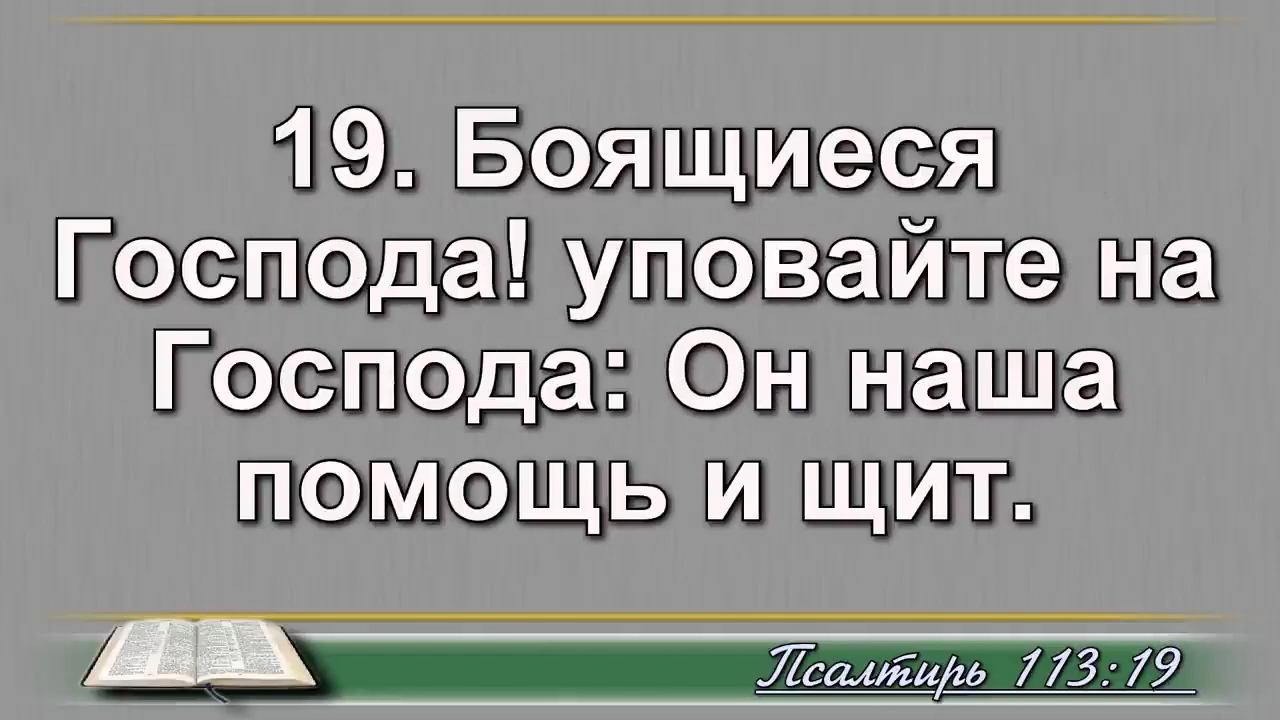 19. Боящиеся
Господа! уповайте на
Господа: Он наша
помощь и щит.
Псалтирь 113:19